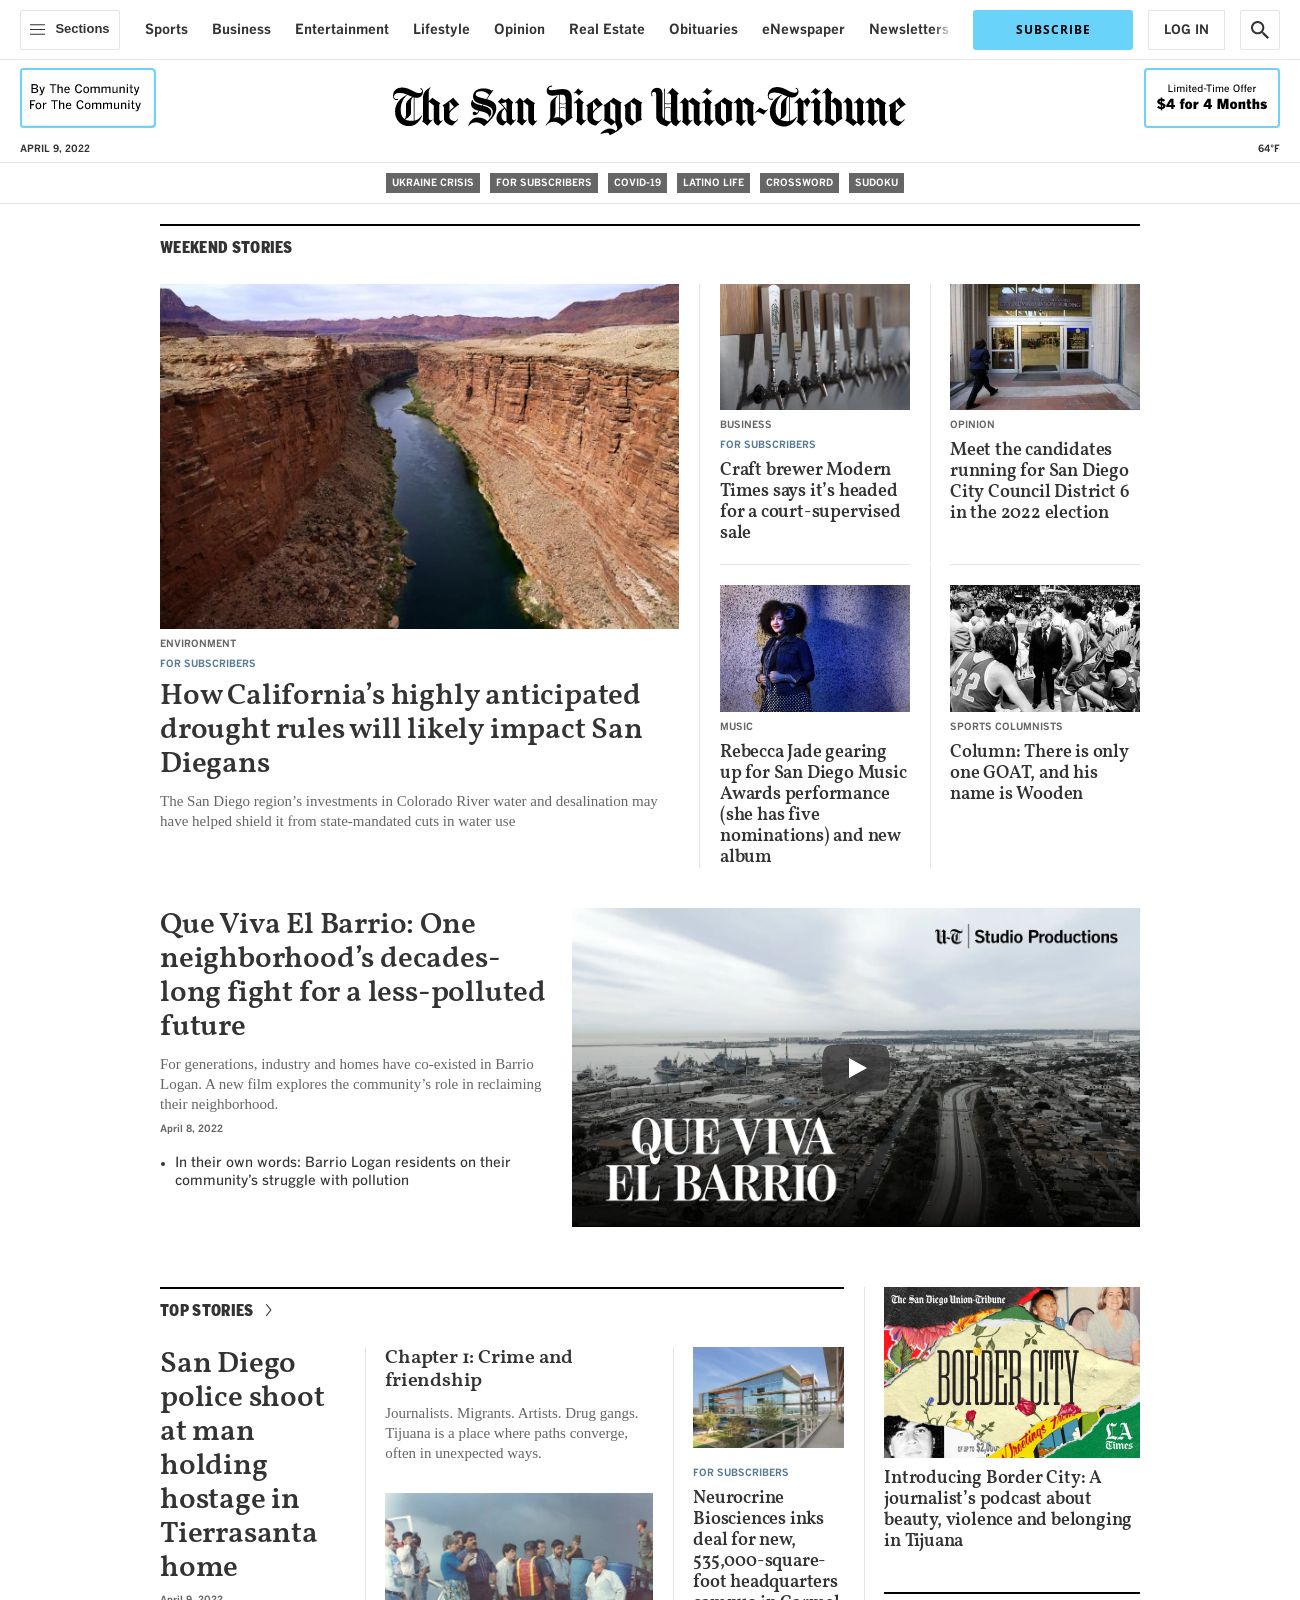 Sections
Sports
Business
Entertainment
Lifestyle
Opinion
Real Estate
Obituaries
eNewspaper
Newsletters
SUBSCRIBE
LOG IN
By The Community
For The Community
The San Diego Union-Tribune
Limited-Time Offer
$4 for 4 Months
APRIL 9, 2022
64°F
UKRAINE CRISIS
FOR SUBSCRIBERS
COVID-19
LATINO LIFE
CROSSWORD
SUDOKU
WEEKEND STORIES
ENVIRONMENT
FOR SUBSCRIBERS
How California’s highly anticipated
drought rules will likely impact San
Diegans
The San Diego region’s investments in Colorado River water and desalination may
have helped shield it from state-mandated cuts in water use
BUSINESS
FOR SUBSCRIBERS
Craft brewer Modern
Times says it’s headed
for a court-supervised
sale
OPINION
Meet the candidates
running for San Diego
City Council District 6
in the 2022 election
MUSIC
Rebecca Jade gearing
up for San Diego Music
Awards performance
(she has five
nominations) and new
album
32
SPORTS COLUMNISTS
Column: There is only
one GOAT, and his
name is Wooden
Que Viva El Barrio: One
neighborhood’s decades-
long fight for a less-polluted
future
For generations, industry and homes have co-existed in Barrio
Logan. A new film explores the community’s role in reclaiming
their neighborhood.
April 8, 2022
• In their own words: Barrio Logan residents on their
community’s struggle with pollution
U-T | Studio Productions
QUE VIVA
EL BARRIO
TOP STORIES
San Diego
police shoot
at man
holding
hostage in
Tierrasanta
home
April 9, 2022
Chapter 1: Crime and
friendship
Journalists. Migrants. Artists. Drug gangs.
Tijuana is a place where paths converge,
often in unexpected ways.
FOR SUBSCRIBERS
Neurocrine
Biosciences inks
deal for new,
535,000-square-
foot headquarters
campus in Carmel
The San Diego Union-Tribune
BORDER CITY
Greetings from
LA
Times
Introducing Border City: A
journalist’s podcast about
beauty, violence and belonging
in Tijuana